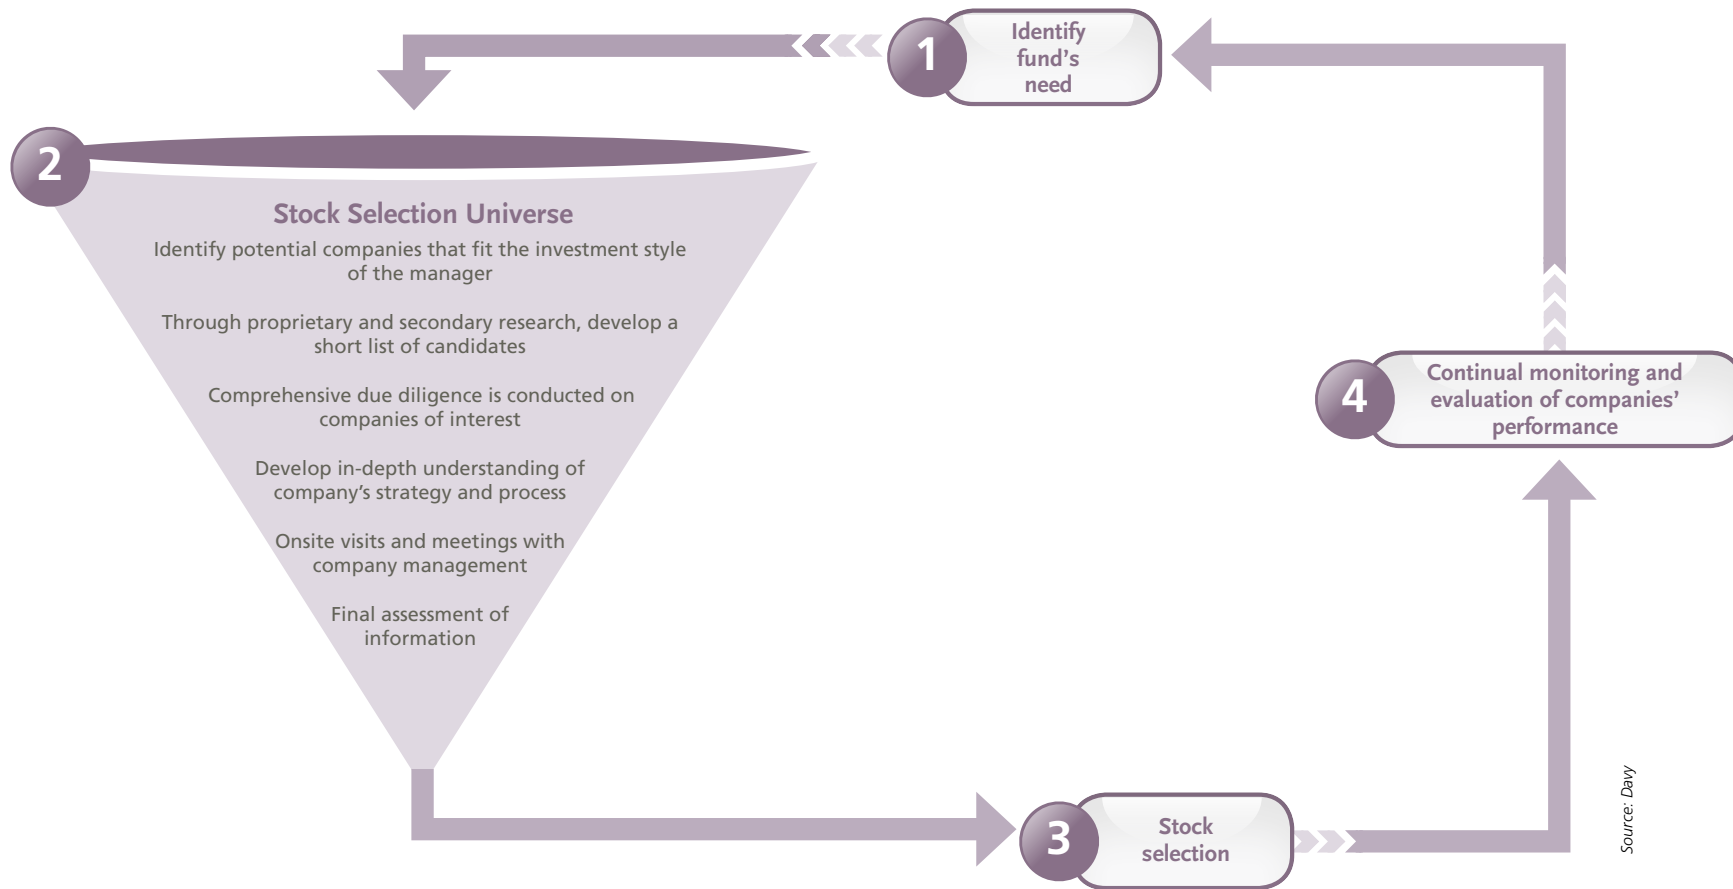 1
Identify
fund’s
need
2
Stock Selection Universe
Identify potential companies that fit the investment style
of the manager
Through proprietary and secondary research, develop a
short list of candidates
Comprehensive due diligence is conducted on
companies of interest
Develop in-depth understanding of
company’s strategy and process
Onsite visits and meetings with
company management
Final assessment of
information
3
Stock
selection
4
Continual monitoring and
evaluation of companies’
performance
Source: Davy